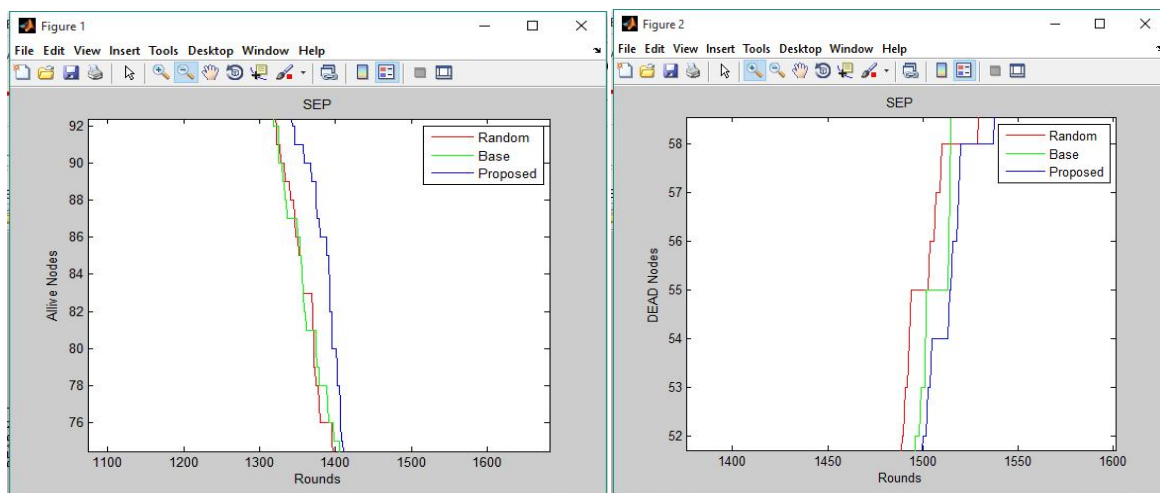 Figure 1
File Edit View Insert Tools Desktop Window Help
SEP
92
90
88
86
84
82
80
78
76
Allive Nodes
1100 1200 1300 1400 1500 1600
Rounds
Random
Base
Proposed
Figure 2
File Edit View Insert Tools Desktop Window Help
SEP
58
57
56
55
54
53
52
DEAD Nodes
1400 1450 1500 1550 1600
Rounds
Random
Base
Proposed